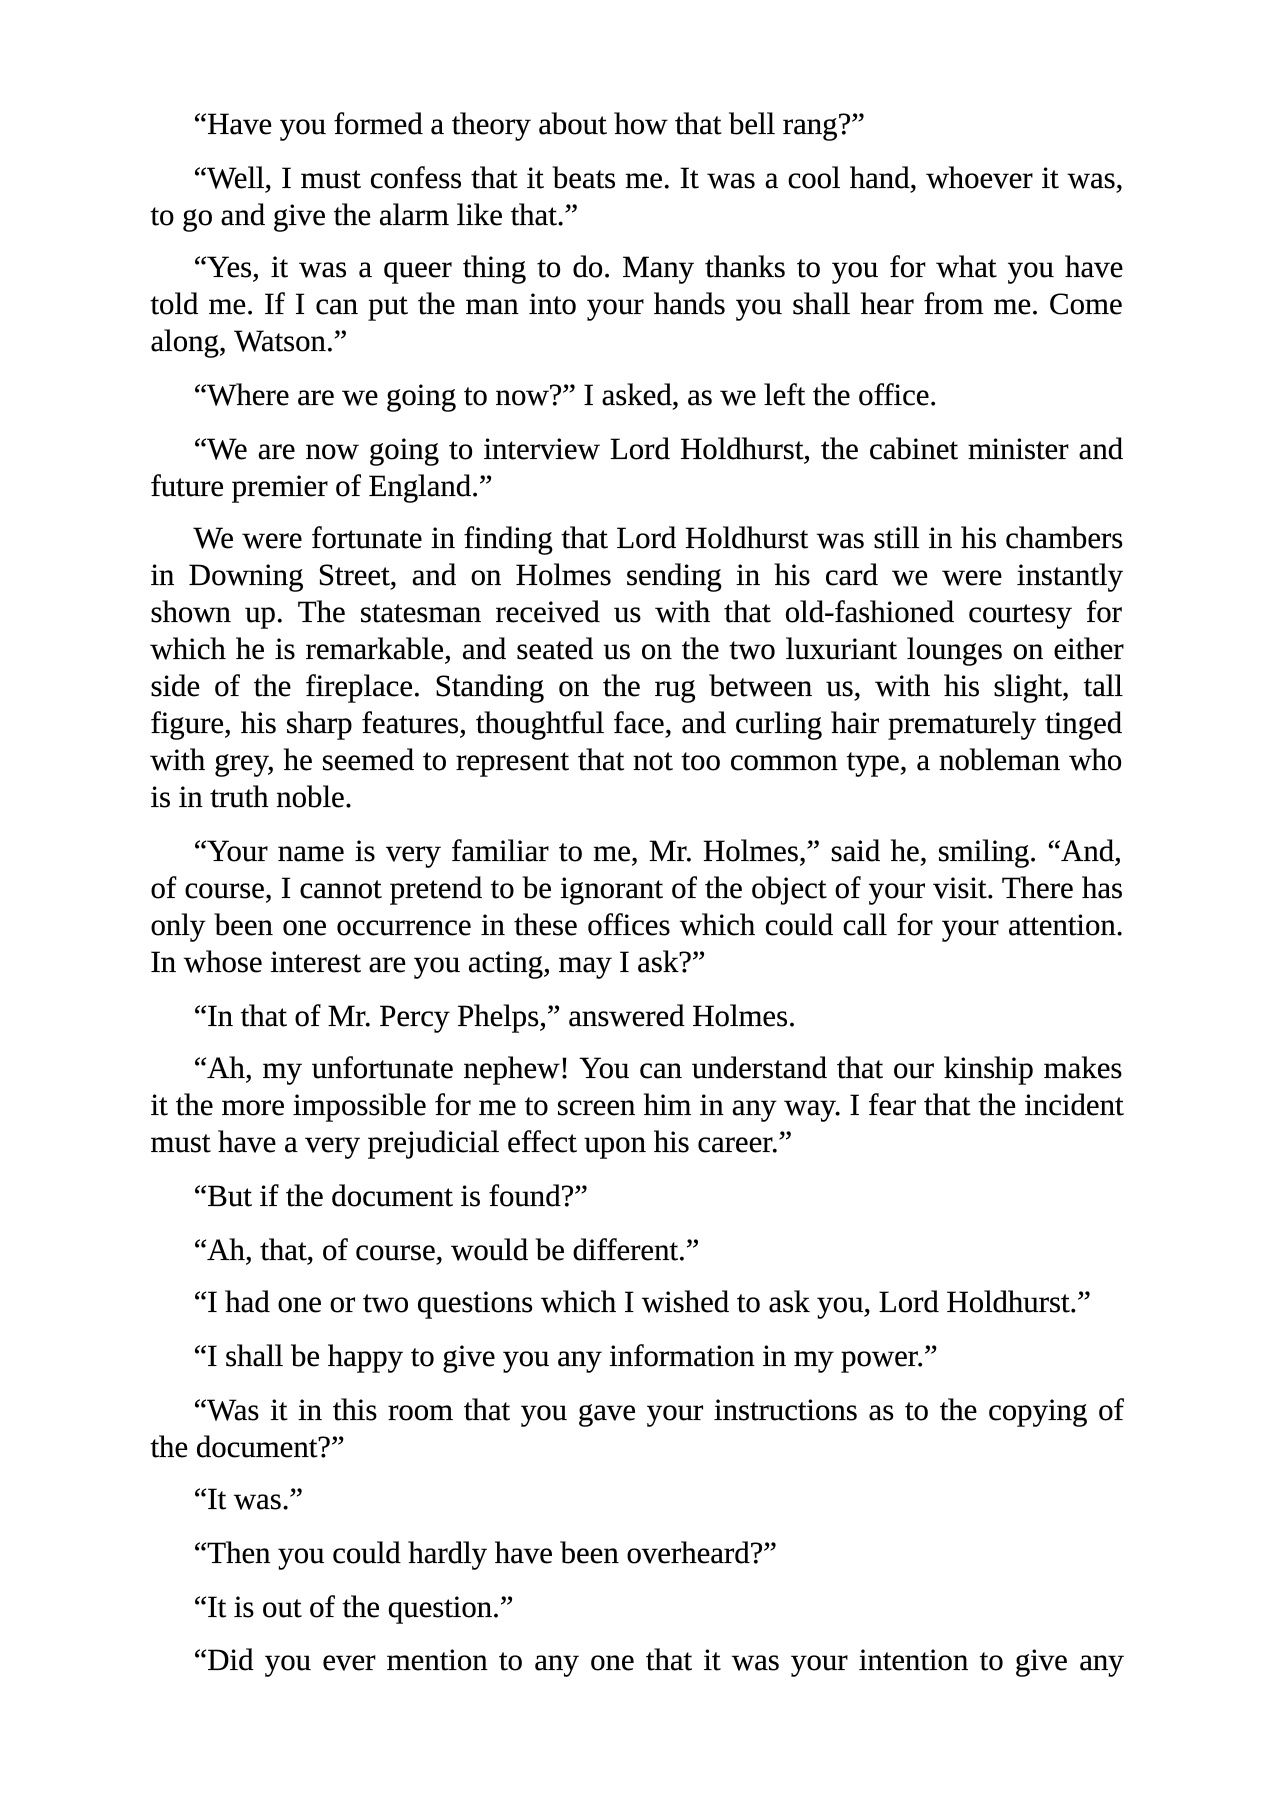 “Have you formed a theory about how that bell rang?”
“Well, I must confess that it beats me. It was a cool hand, whoever it was,
to go and give the alarm like that.”
“Yes, it was a queer thing to do. Many thanks to you for what you have
told me. If I can put the man into your hands you shall hear from me. Come
along, Watson.”
“Where are we going to now?” I asked, as we left the office.
“We are now going to interview Lord Holdhurst, the cabinet minister and
future premier of England.”
We were fortunate in finding that Lord Holdhurst was still in his chambers
in Downing Street, and on Holmes sending in his card we were instantly
shown up. The statesman received us with that old-fashioned courtesy for
which he is remarkable, and seated us on the two luxuriant lounges on either
side of the fireplace. Standing on the rug between us, with his slight, tall
figure, his sharp features, thoughtful face, and curling hair prematurely tinged
with grey, he seemed to represent that not too common type, a nobleman who
is in truth noble.
“Your name is very familiar to me, Mr. Holmes,” said he, smiling. “And,
of course, I cannot pretend to be ignorant of the object of your visit. There has
only been one occurrence in these offices which could call for your attention.
In whose interest are you acting, may I ask?”
“In that of Mr. Percy Phelps,” answered Holmes.
“Ah, my unfortunate nephew! You can understand that our kinship makes
it the more impossible for me to screen him in any way. I fear that the incident
must have a very prejudicial effect upon his career.”
“But if the document is found?”
“Ah, that, of course, would be different.”
“I had one or two questions which I wished to ask you, Lord Holdhurst.”
“I shall be happy to give you any information in my power.”
“Was it in this room that you gave your instructions as to the copying of
the document?”
“It was.”
“Then you could hardly have been overheard?”
“It is out of the question.”
“Did you ever mention to any one that it was your intention to give any